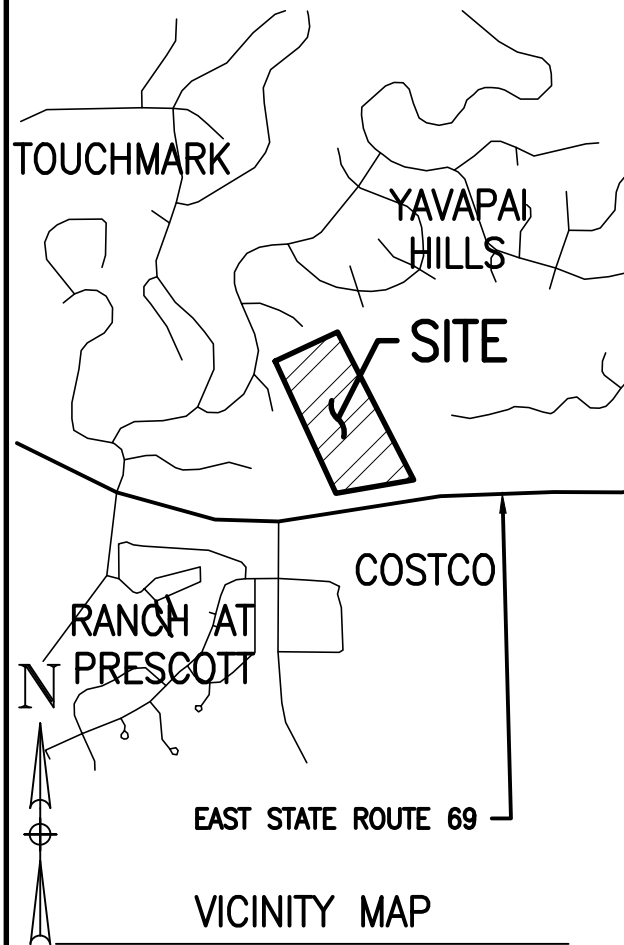 TOUCHMARK
YAVAPAI
HILLS
SITE
COSTCO
RANCH AT
PRESCOTT
N
EAST STATE ROUTE 69
VICINITY MAP